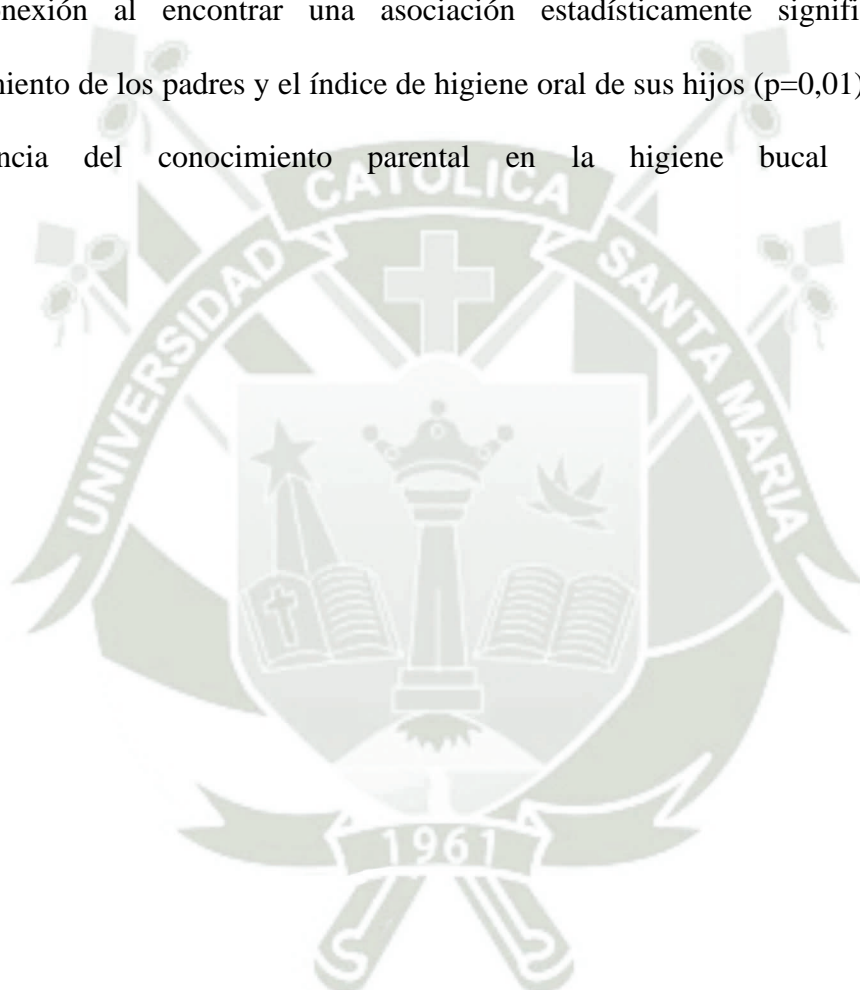 onexión al encontrar una asociación estadísticamente signifi
miento de los padres y el índice de higiene oral de sus hijos (p=0,01)
ncia del conocimiento parental en la higiene bucal
CATOLICA
UNIVERSIDAD
SANTA MARIA
1961